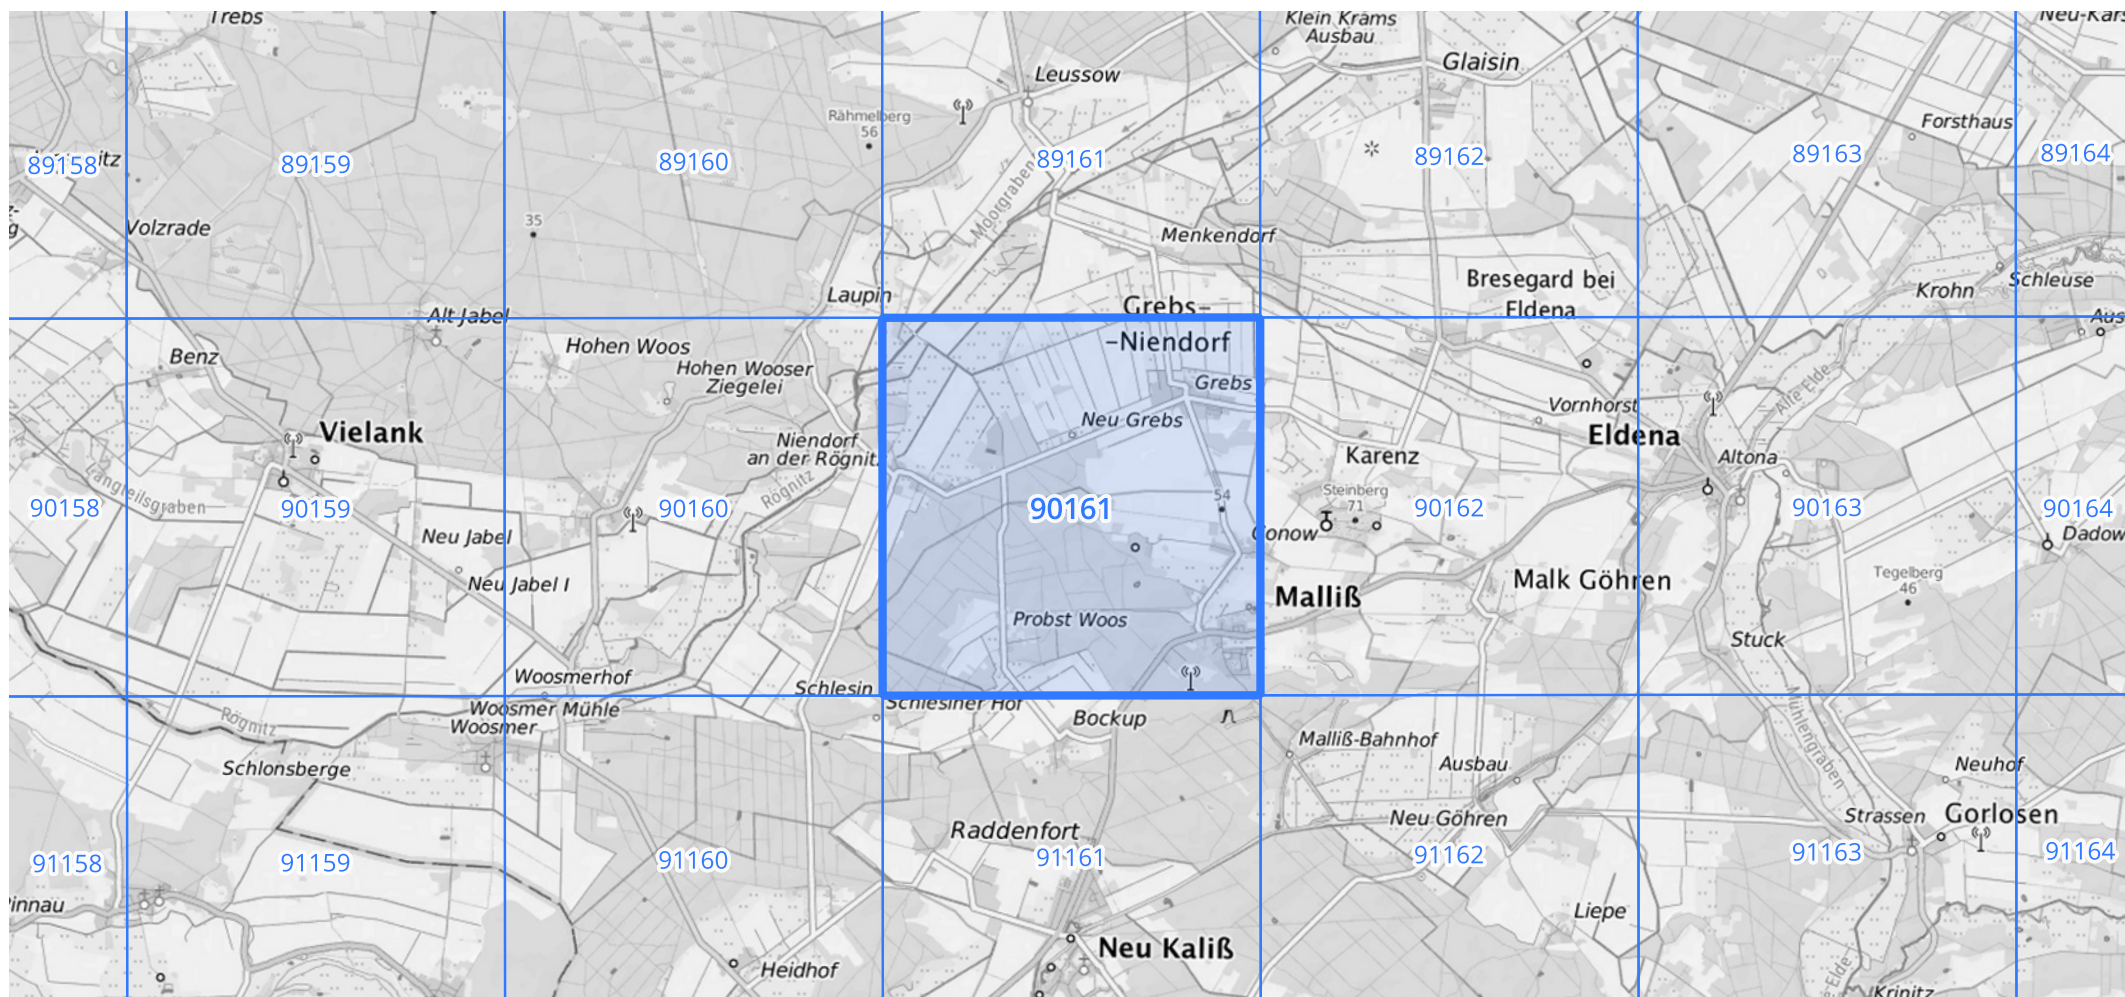 Trebs
Klein Krams
Ausbau
Glaisin
Leussow
Rähmelberg
56
Forsthaus
89158
89159
89160
89161
89162
89163
89164
Moorgraben
35
Volzrade
Menkendorf
Laupin
Bresegard bei
Eldena
Krohn
Schleuse
Alt Jabel
Grebs-
-Niendorf
Benz
Hohen Woos
Hohen Wooser
Ziegelei
Grebs
Neu Grebs
Alte Elde
Vornhorst
Vielank
Niendorf
an der Rögnitz
Karenz
Eldena
Altona
Langteilsgraben
Rögnitz
Steinberg
71
54
90158
90159
90160
90161
90162
90163
90164
Neu Jabel
Conow
Dadow
Neu Jabel I
Malliß
Malk Göhren
Tegelberg
46
Probst Woos
Stuck
Woosmerhof
Schlesin
Schlesiner Hof
Woosmer Mühle
Woosmer
Bockup
Rögnitz
Mühlengraben
Malliß-Bahnhof
Schlonsberge
Ausbau
Neuhof
Raddenfort
Neu Göhren
Strassen
Gorlosen
91158
91159
91160
91161
91162
91163
91164
Liepe
Neu Kaliß
Heidhof
Krinitz